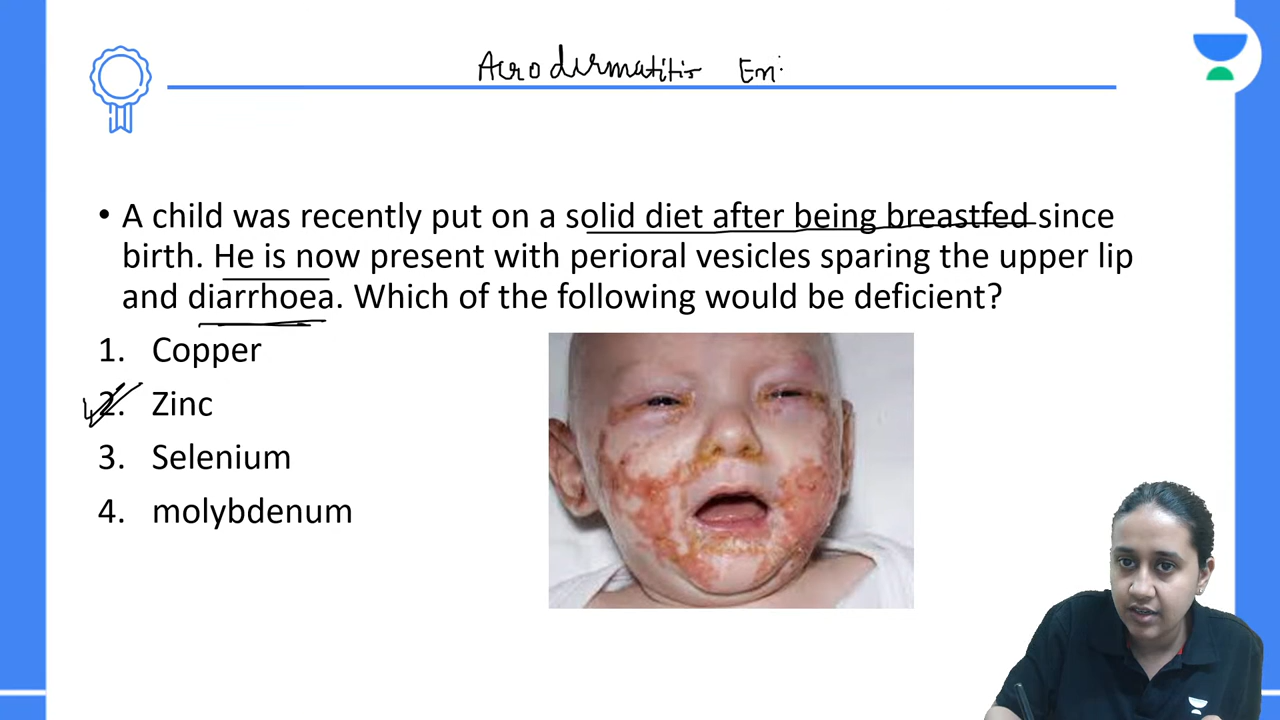 Acrodermatitis En
• A child was recently put on a solid diet after being breastfed since
birth. He is now present with perioral vesicles sparing the upper lip
and diarrhoea. Which of the following would be deficient?
1. Copper
2. Zinc
3. Selenium
4. molybdenum